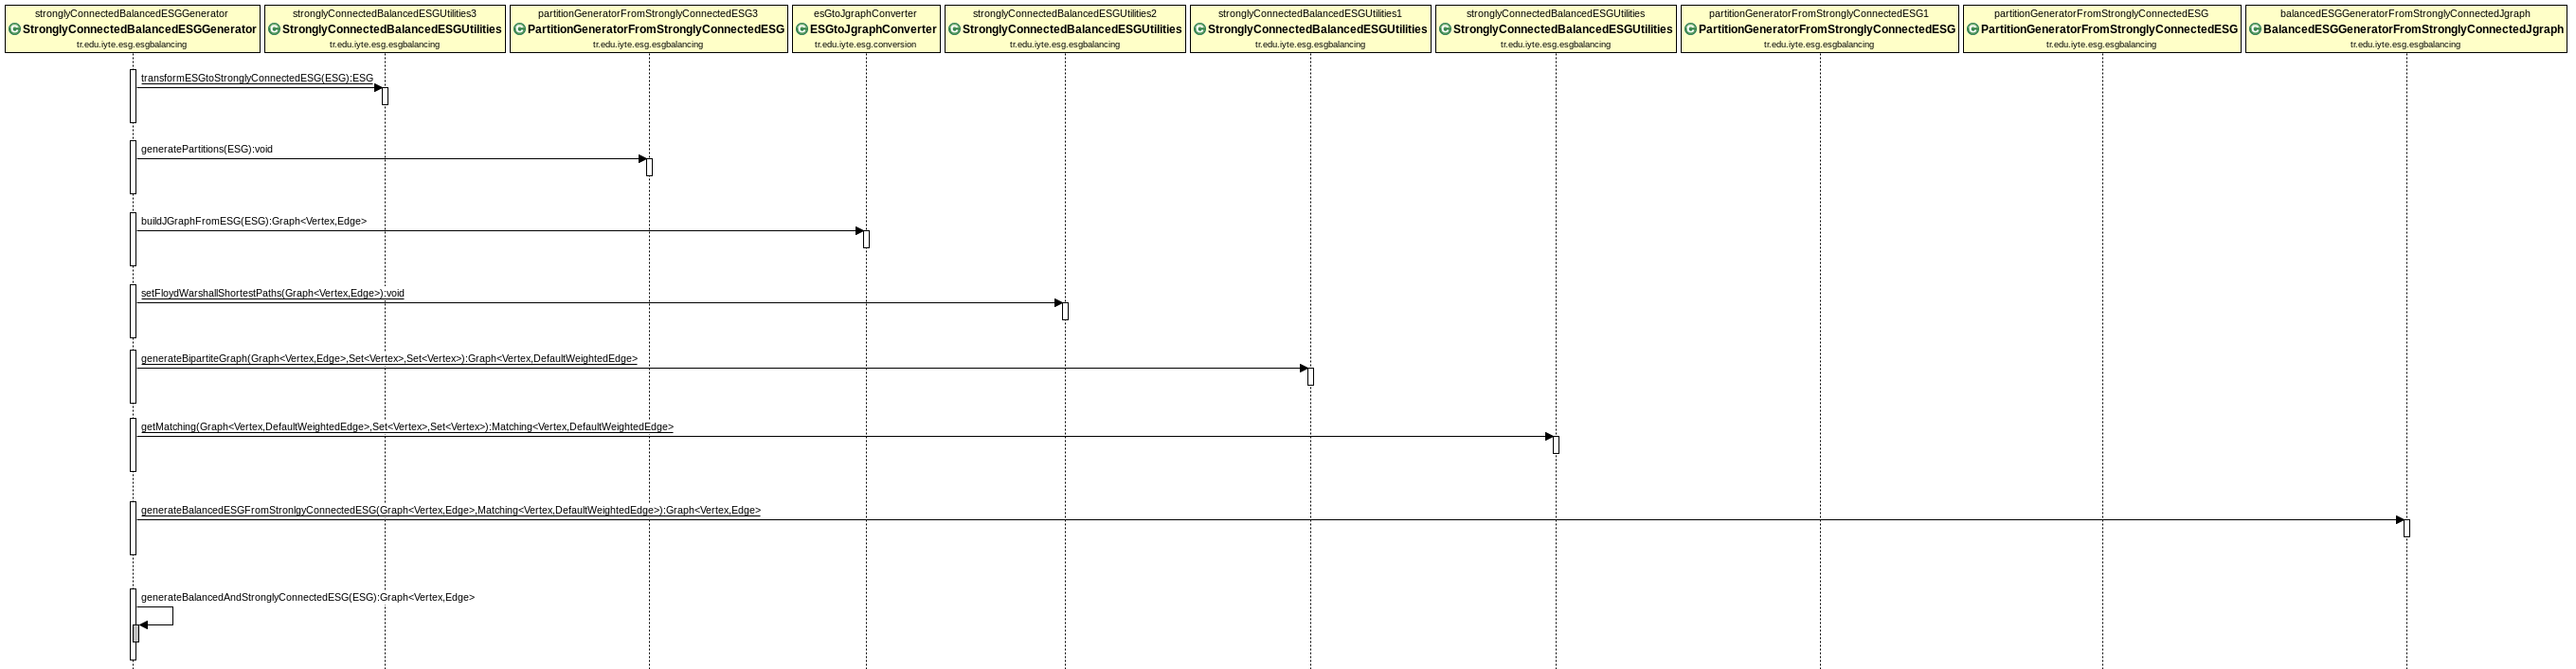 stronglyConnectedBalancedESGGenerator
C StronglyConnectedBalancedESGGenerator
tr.edu.iyte.esg.esgbalancing
stronglyConnectedBalancedESGUtilities3
C StronglyConnectedBalancedESGUtilities
tr.edu.iyte.esg.esgbalancing
partitionGeneratorFromStronglyConnectedESG3
C PartitionGeneratorFromStronglyConnectedESG
tr.edu.iyte.esg.esgbalancing
esGtoJgraphConverter
C ESGtoJgraphConverter
tr.edu.iyte.esg.conversion
stronglyConnectedBalancedESGUtilities2
C StronglyConnectedBalancedESGUtilities
tr.edu.iyte.esg.esgbalancing
stronglyConnectedBalancedESGUtilities1
C StronglyConnectedBalancedESGUtilities
tr.edu.iyte.esg.esgbalancing
stronglyConnectedBalancedESGUtilities
C StronglyConnectedBalancedESGUtilities
tr.edu.iyte.esg.esgbalancing
partitionGeneratorFromStronglyConnectedESG1
C PartitionGeneratorFromStronglyConnectedESG
tr.edu.iyte.esg.esgbalancing
partitionGeneratorFromStronglyConnectedESG
C PartitionGeneratorFromStronglyConnectedESG
tr.edu.iyte.esg.esgbalancing
balancedESGGeneratorFromStronglyConnectedJgraph
C BalancedESGGeneratorFromStronglyConnectedJgraph
tr.edu.iyte.esg.esgbalancing
transformESGtoStronglyConnectedESG(ESG):ESG
generatePartitions(ESG):void
buildJGraphFromESG(ESG):Graph<Vertex,Edge>
setFloydWarshallShortestPaths(Graph<Vertex,Edge>):void
generateBipartiteGraph(Graph<Vertex,Edge>,Set<Vertex>,Set<Vertex>):Graph<Vertex,DefaultWeightedEdge>
getMatching(Graph<Vertex,DefaultWeightedEdge>,Set<Vertex>,Set<Vertex>):Matching<Vertex,DefaultWeightedEdge>
generateBalancedESGFromStronlgyConnectedESG(Graph<Vertex,Edge>,Matching<Vertex,DefaultWeightedEdge>):Graph<Vertex,Edge>
generateBalancedAndStronglyConnectedESG(ESG):Graph<Vertex,Edge>